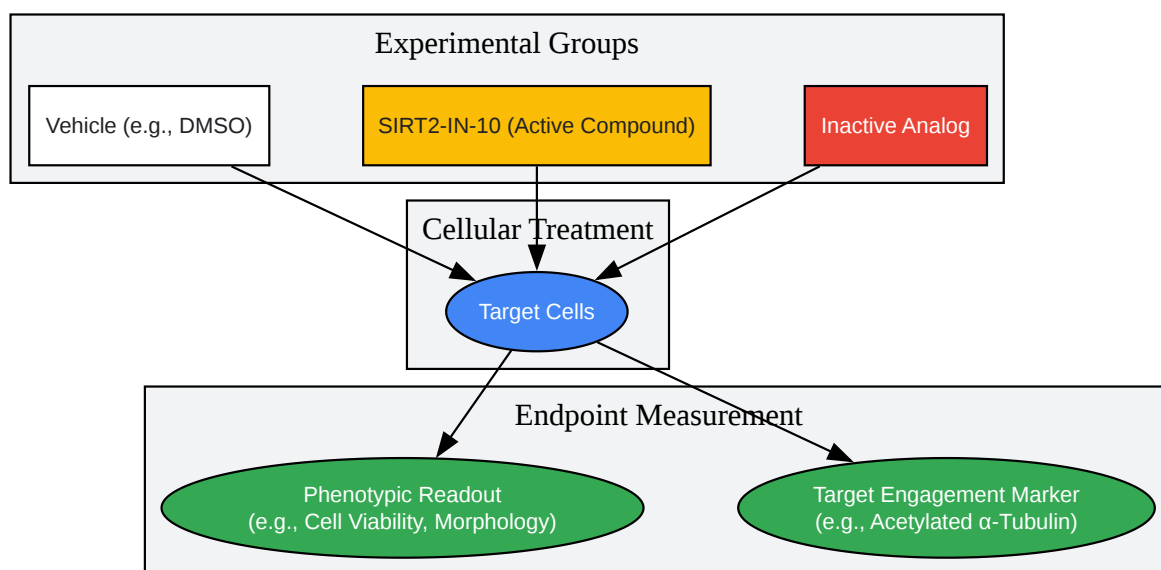 Experimental Groups
Vehicle (e.g., DMSO)
SIRT2-IN-10 (Active Compound)
Inactive Analog
Cellular Treatment
Target Cells
Endpoint Measurement
Phenotypic Readout
(e.g., Cell Viability, Morphology)
Target Engagement Marker
(e.g., Acetylated α-Tubulin)